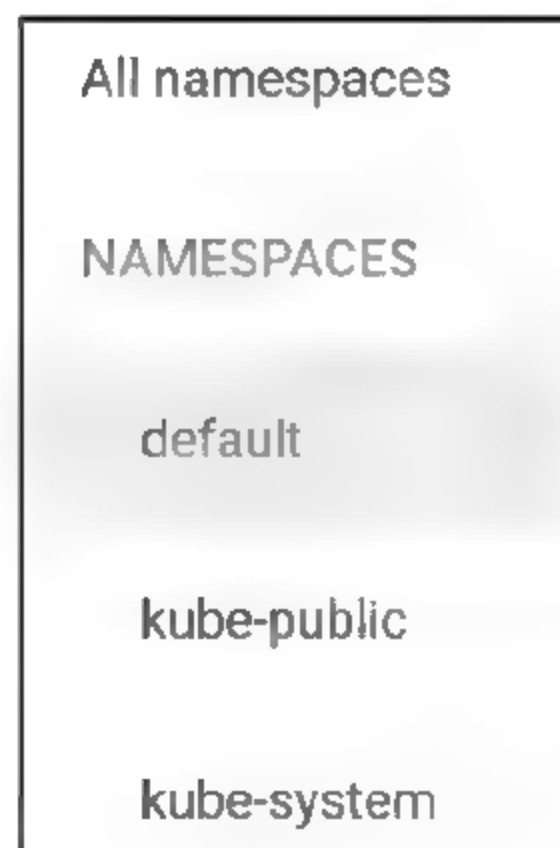 All namespaces
NAMESPACES
default
kube-public
kube-system